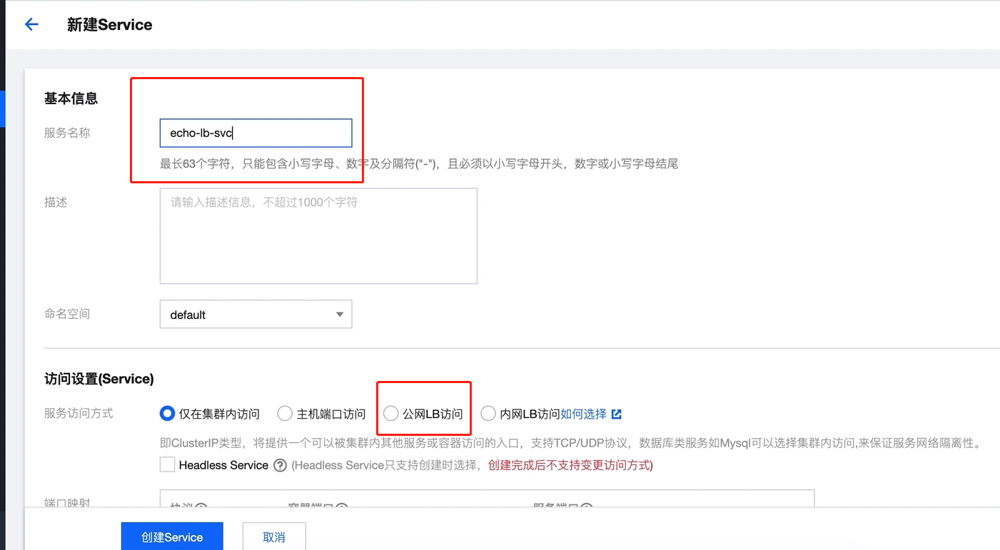 新建Service
基本信息
服务名称
echo-lb-svc
最长63个字符，只能包含小写字母、数字及分隔符("-")，且必须以小写字母开头，数字或小写字母结尾
描述
请输入描述信息，不超过1000个字符
命名空间
default
访问设置(Service)
服务访问方式
仅在集群内访问 主机端口访问 公网LB访问 内网LB访问如何选择
即ClusterIP类型，将提供一个可以被集群内其他服务或容器访问的入口，支持TCP/UDP协议，数据库类服务如Mysql可以选择集群内访问,来保证服务网络隔离性。
Headless Service (Headless Service只支持创建时选择，创建完成后不支持变更访问方式)
端口映射
协议 容器端口 服务端口
创建Service 取消